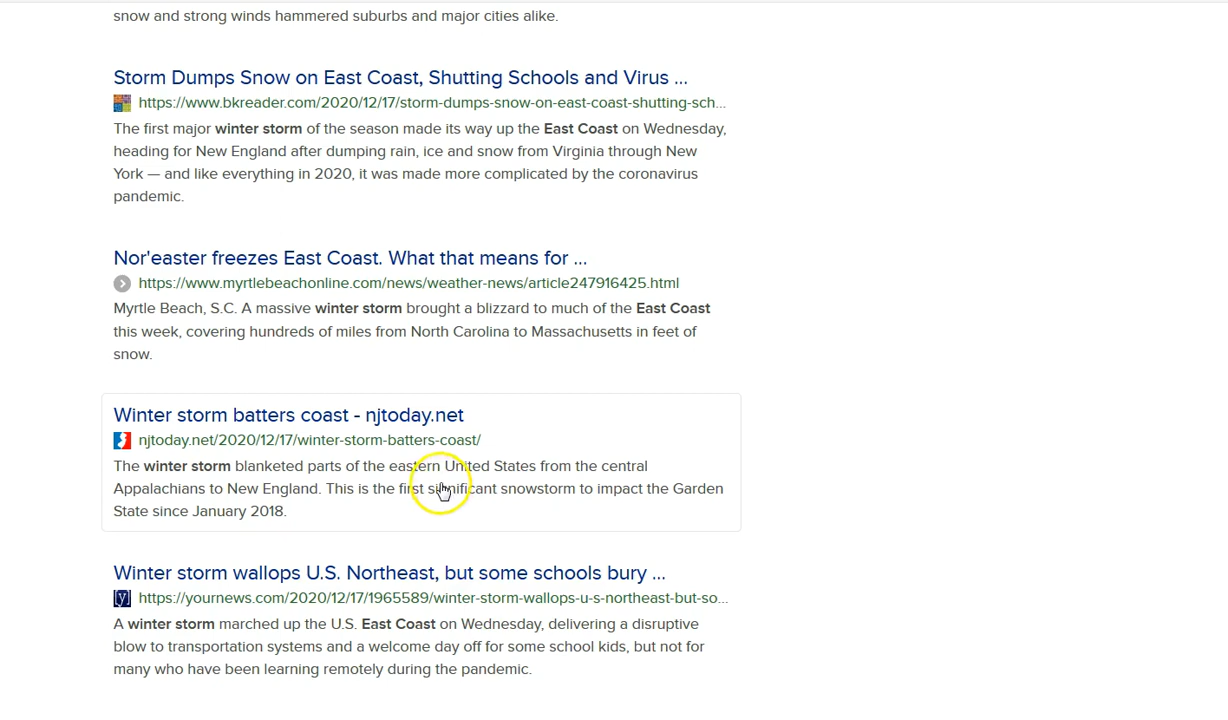 snow and strong winds hammered suburbs and major cities alike.
Storm Dumps Snow on East Coast, Shutting Schools and Virus ...
https://www.bkreader.com/2020/12/17/storm-dumps-snow-on-east-coast-shutting-sch...
The first major winter storm of the season made its way up the East Coast on Wednesday,
heading for New England after dumping rain, ice and snow from Virginia through New
York — and like everything in 2020, it was made more complicated by the coronavirus
pandemic.
Nor'easter freezes East Coast. What that means for ...
https://www.myrtlebeachonline.com/news/weather-news/article247916425.html
Myrtle Beach, S.C. A massive winter storm brought a blizzard to much of the East Coast
this week, covering hundreds of miles from North Carolina to Massachusetts in feet of
snow.
Winter storm batters coast - njtoday.net
njtoday.net/2020/12/17/winter-storm-batters-coast/
The winter storm blanketed parts of the eastern United States from the central
Appalachians to New England. This is the first significant snowstorm to impact the Garden
State since January 2018.
Winter storm wallops U.S. Northeast, but some schools bury ...
[y] https://yournews.com/2020/12/17/1965589/winter-storm-wallops-u-s-northeast-but-so...
A winter storm marched up the U.S. East Coast on Wednesday, delivering a disruptive
blow to transportation systems and a welcome day off for some school kids, but not for
many who have been learning remotely during the pandemic.